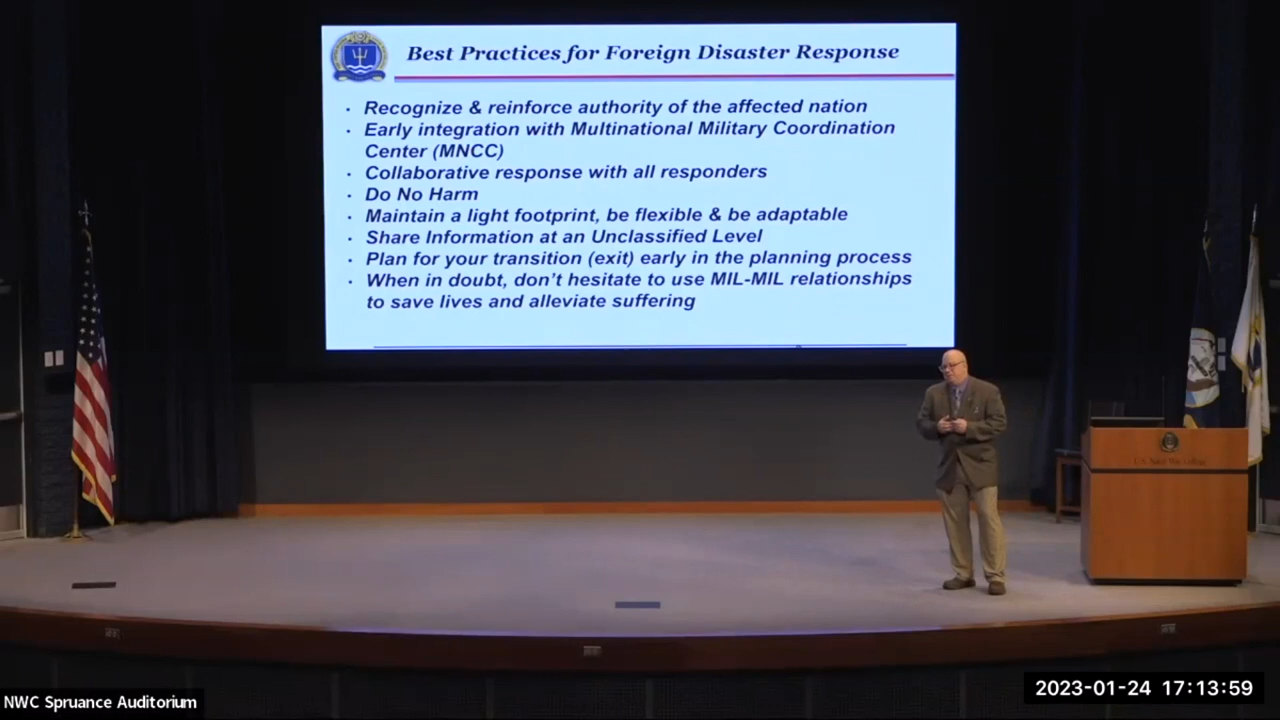 Best Practices for Foreign Disaster Response
· Recognize & reinforce authority of the affected nation
· Early integration with Multinational Military Coordination
Center (MNCC)
· Collaborative response with all responders
· Do No Harm
· Maintain a light footprint, be flexible & be adaptable
· Share Information at an Unclassified Level
· Plan for your transition (exit) early in the planning process
· When in doubt, don't hesitate to use MIL-MIL relationships
to save lives and alleviate suffering
U.S. Naval War College
NWC Spruance Auditorium
2023-01-24 17:13:59